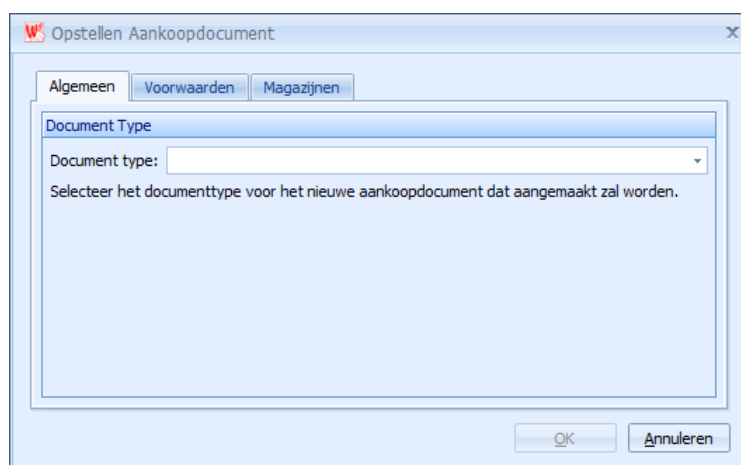 Opstellen Aankoopdocument
Algemeen Voorwaarden Magazijnen
Document Type
Document type:
Selecteer het documenttype voor het nieuwe aankoopdocument dat aangemaakt zal worden.
OK Annuleren